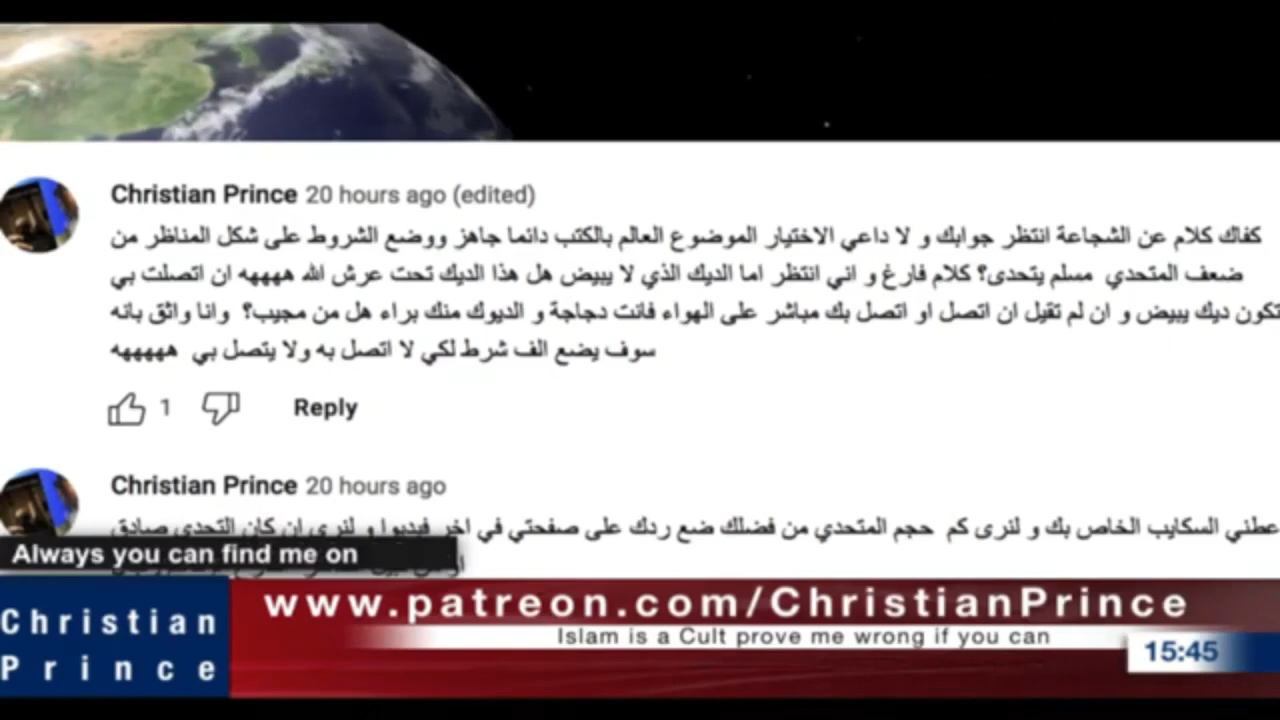 Christian Prince 20 hours ago (edited)
كفاك كلام عن الشجاعة انتظر جوابك و لا داعي الاختيار الموضوع العالم بالكتب دائما جاهز ووضع الشروط على شكل المناظر من
ضعف المتحدي مسلم يتحدى؟ كلام فارغ و اني انتظر اما الديك الذي لا يبيض هل هذا الديك تحت عرش الله هههههه ان اتصلت بي
تكون ديك يبيض و ان لم تقيل ان اتصل او اتصل بك مباشر على الهواء فانت دجاجة و الديوك منك براء هل من مجيب؟ وانا واثق بانه
سوف يضع الف شرط لكي لا اتصل به ولا يتصل بي هههههه
1 Reply
Christian Prince 20 hours ago
عطني السكايب الخاص بك و لنرى كم حجم المتحدي من فضلك ضع ردك على صفحتي في اخر فيديوا و لنرى ان كان التحدي صادق
Always you can find me on
Christian Prince
www.patreon.com/ChristianPrince
Islam is a Cult prove me wrong if you can
15:45